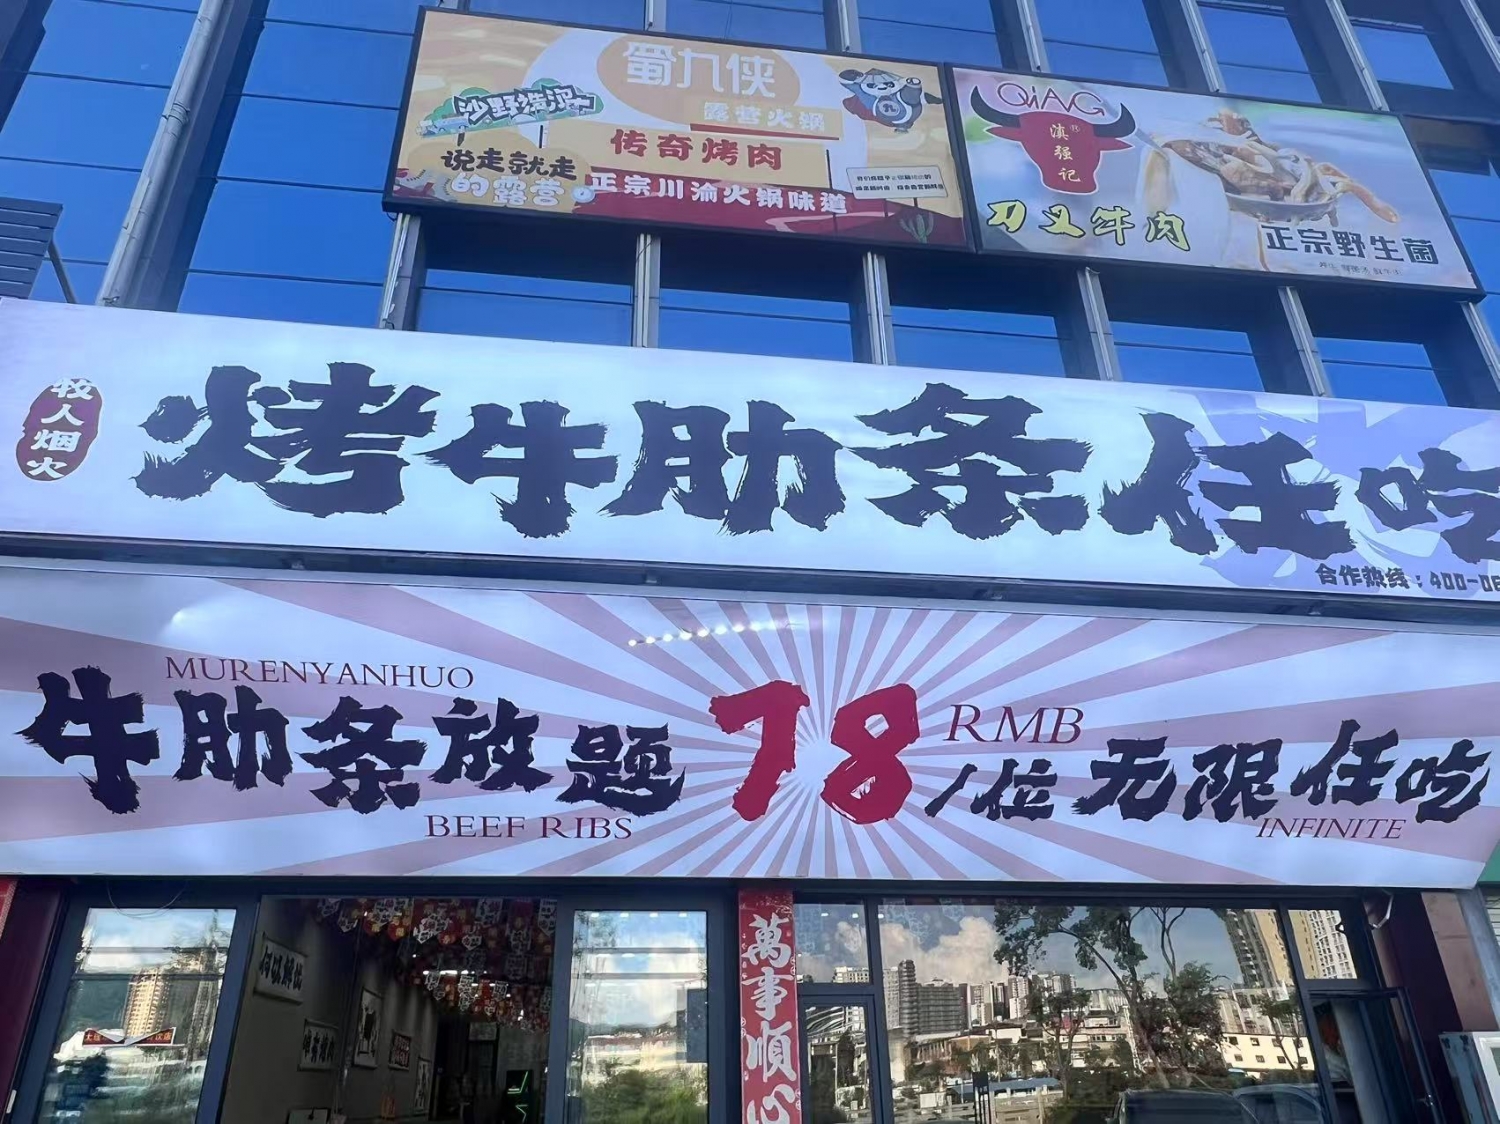 蜀九侠
露营火锅
沙野造浪
传奇烤肉
说走就走
的露营
正宗川渝火锅味道
QiANG
滇强记
刀叉牛肉
正宗野生菌
牧人烟火
烤牛肋条任吃
合作热线：400-06
MURENYANHUO
牛肋条放题 78 RMB /位 无限任吃
BEEF RIBS
INFINITE
萬事順心